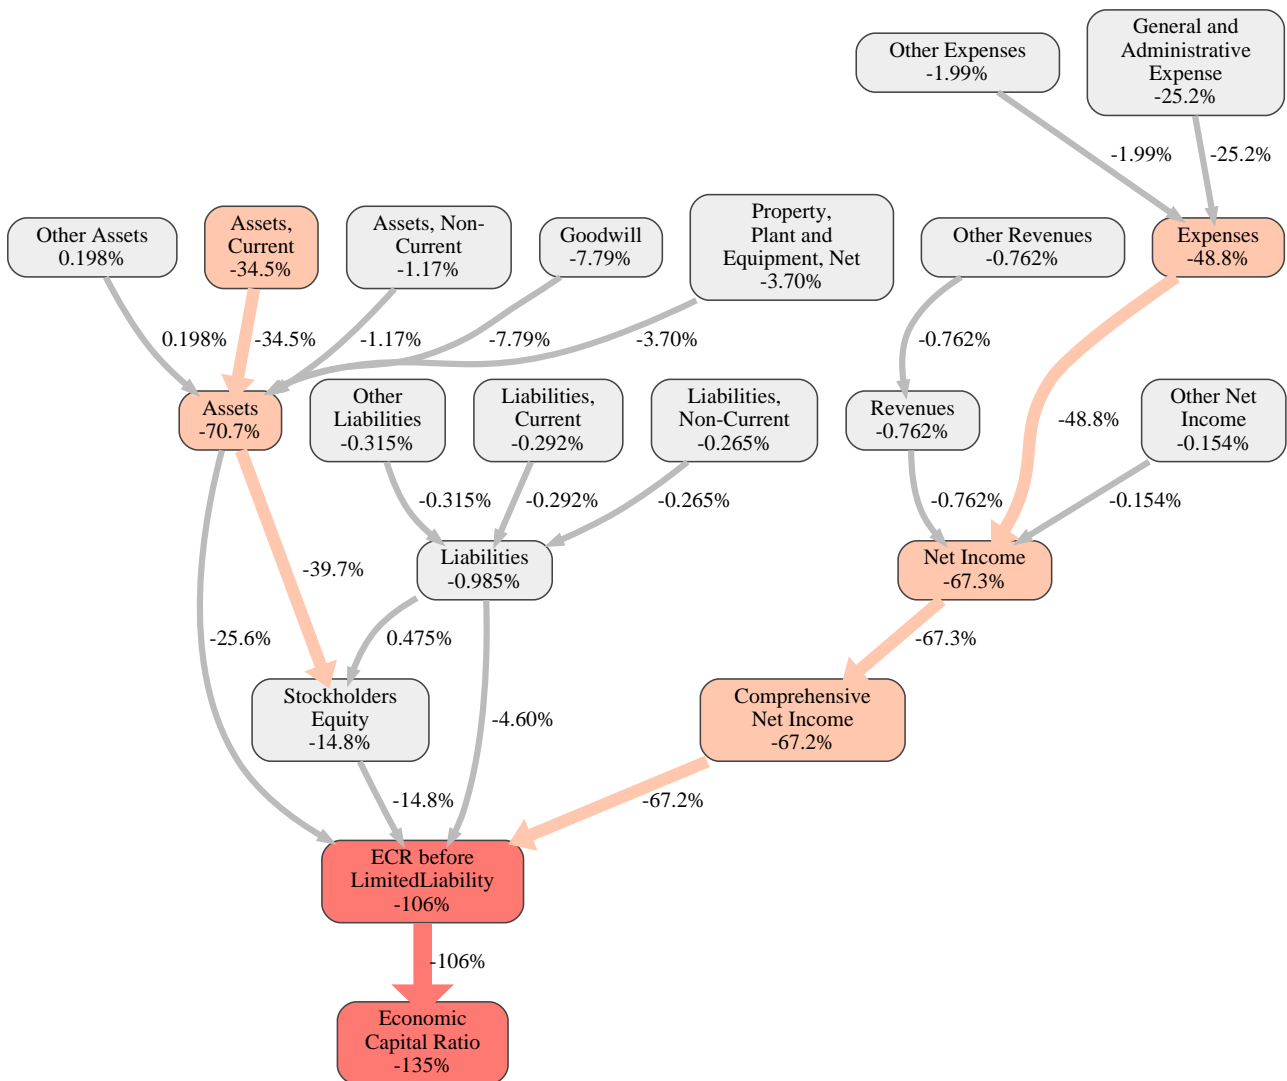 Other Expenses
-1.99%
General and
Administrative
Expense
-25.2%
-1.99%
-25.2%
Other Assets
0.198%
Assets,
Current
-34.5%
Assets, Non-
Current
-1.17%
Goodwill
-7.79%
Property,
Plant and
Equipment, Net
-3.70%
Other Revenues
-0.762%
Expenses
-48.8%
0.198%
-34.5%
-1.17%
-7.79%
-3.70%
-0.762%
-48.8%
Assets
-70.7%
Other
Liabilities
-0.315%
Liabilities,
Current
-0.292%
Liabilities,
Non-Current
-0.265%
Revenues
-0.762%
Other Net
Income
-0.154%
-0.315%
-0.292%
-0.265%
-0.762%
-0.154%
-39.7%
Liabilities
-0.985%
Net Income
-67.3%
-25.6%
0.475%
-67.3%
Stockholders
Equity
-14.8%
-4.60%
Comprehensive
Net Income
-67.2%
-14.8%
-67.2%
ECR before
LimitedLiability
-106%
-106%
Economic
Capital Ratio
-135%